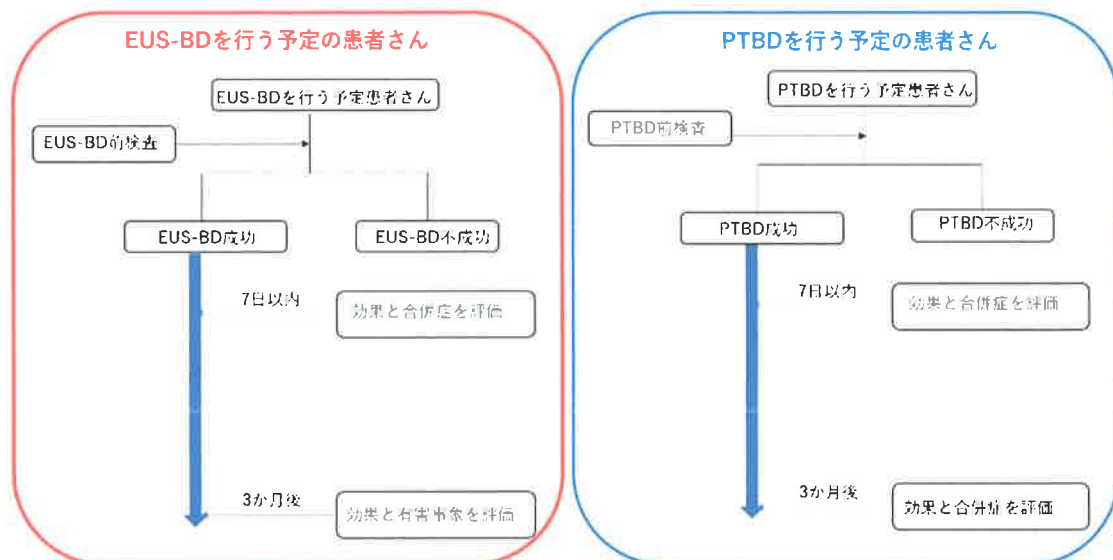 EUS-BDを行う予定の患者さん
EUS-BDを行う予定患者さん
EUS-BD前検査
EUS-BD成功
EUS-BD不成功
7日以内
効果と合併症を評価
3か月後
効果と有害事象を評価
PTBDを行う予定の患者さん
PTBDを行う予定患者さん
PTBD前検査
PTBD成功
PTBD不成功
7日以内
効果と合併症を評価
3か月後
効果と合併症を評価